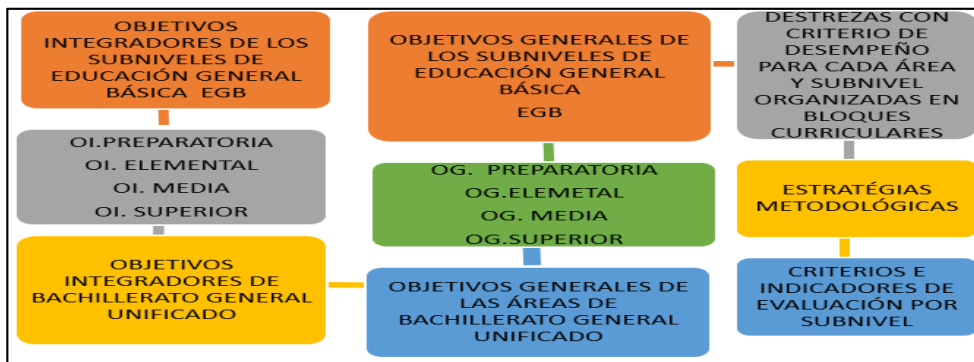 OBJETIVOS
INTEGRADORES DE LOS
SUBNIVELES DE
EDUCACIÓN GENERAL
BÁSICA EGB
OI.PREPARATORIA
OI. ELEMENTAL
OI. MEDIA
OI. SUPERIOR
OBJETIVOS
INTEGRADORES DE
BACHILLERATO GENERAL
UNIFICADO
OBJETIVOS GENERALES DE
LOS SUBNIVELES DE
EDUCACIÓN GENERAL
BÁSICA
EGB
OG. PREPARATORIA
OG.ELEMETAL
OG. MEDIA
OG.SUPERIOR
OBJETIVOS GENERALES DE
LAS ÁREAS DE
BACHILLERATO GENERAL
UNIFICADO
DESTREZAS CON
CRITERIO DE
DESEMPEÑO
PARA CADA ÁREA
Y SUBNIVEL
ORGANIZADAS EN
BLOQUES
CURRICULARES
ESTRATÉGIAS
METODOLÓGICAS
CRITERIOS E
INDICADORES DE
EVALUACIÓN POR
SUBNIVEL